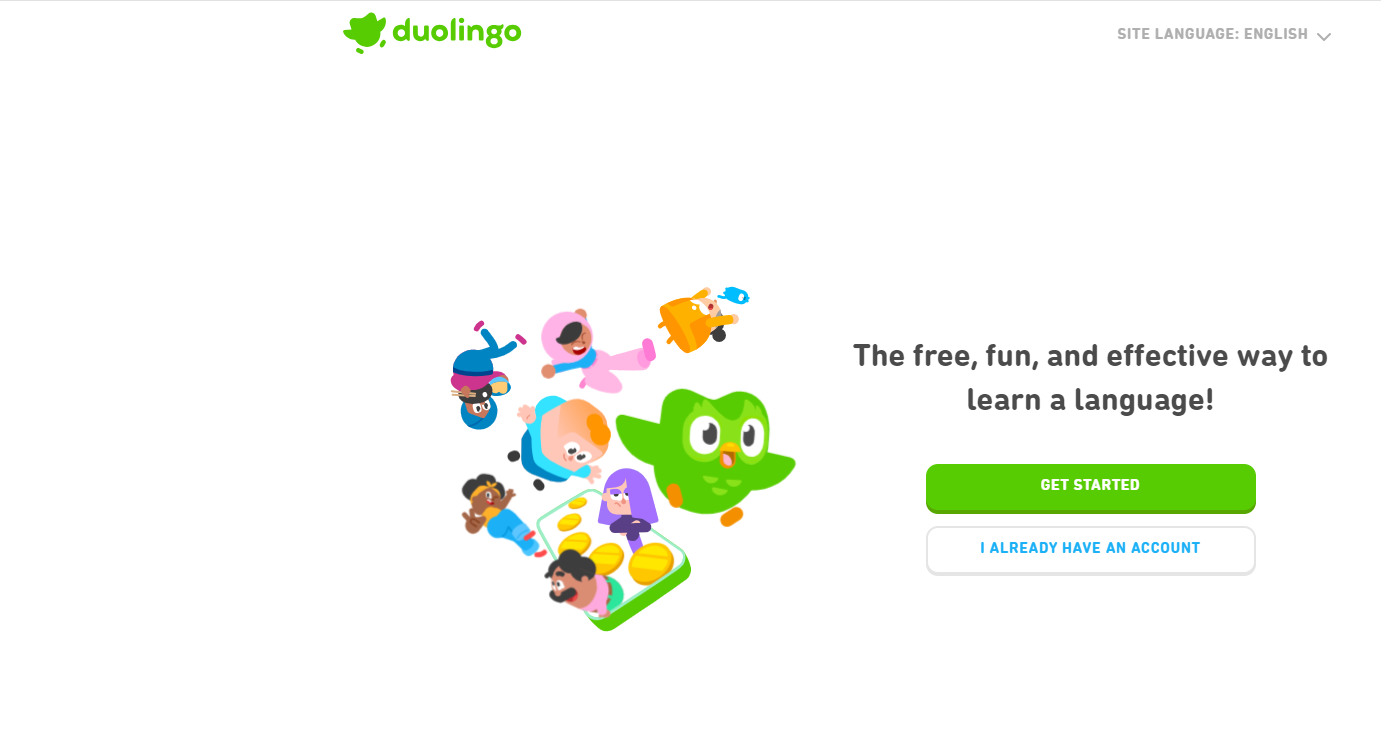 duolingo
SITE LANGUAGE: ENGLISH
The free, fun, and effective way to
learn a language!
GET STARTED
I ALREADY HAVE AN ACCOUNT